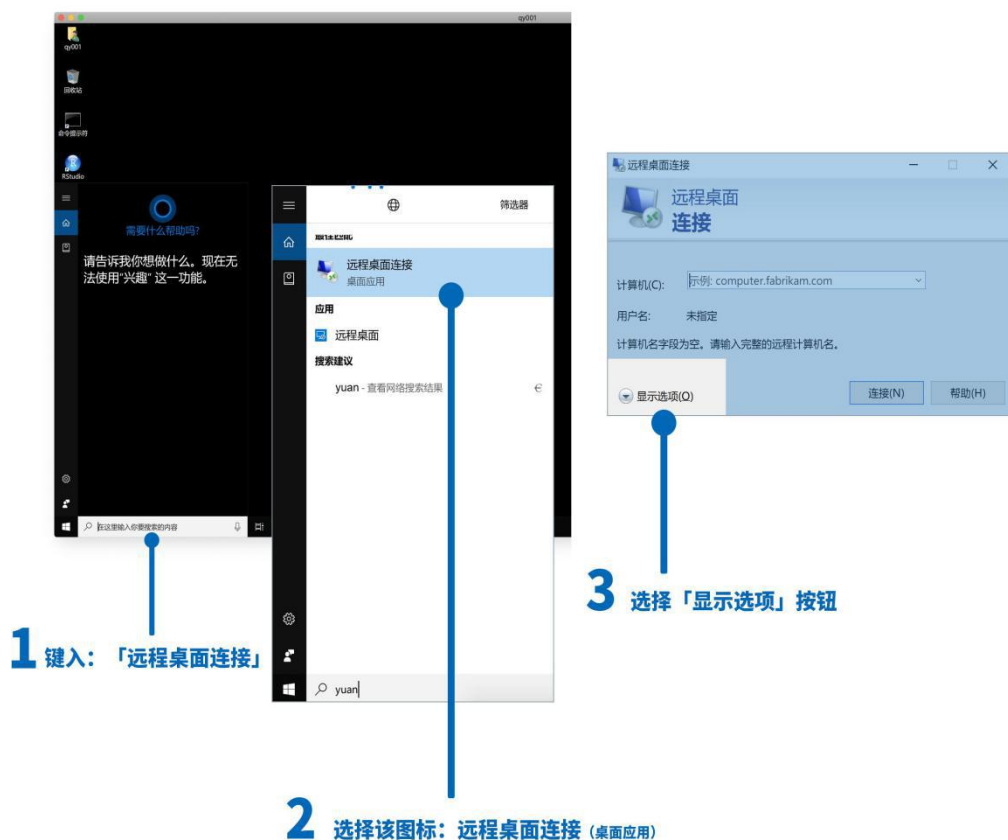 qy001
qy001
回收站
命令提示符
RStudio
需要什么帮助吗?
请告诉我你想做什么。现在无
法使用“兴趣” 这一功能。
在这里输入你要搜索的内容
筛选器
最佳匹配
远程桌面连接
桌面应用
应用
远程桌面
搜索建议
yuan - 查看网络搜索结果
yuan
远程桌面连接
远程桌面
连接
计算机(C):
示例: computer.fabrikam.com
用户名:
未指定
计算机名字段为空。请输入完整的远程计算机名。
显示选项(O)
连接(N)
帮助(H)
1 键入：「远程桌面连接」
2 选择该图标：远程桌面连接（桌面应用）
3 选择「显示选项」按钮